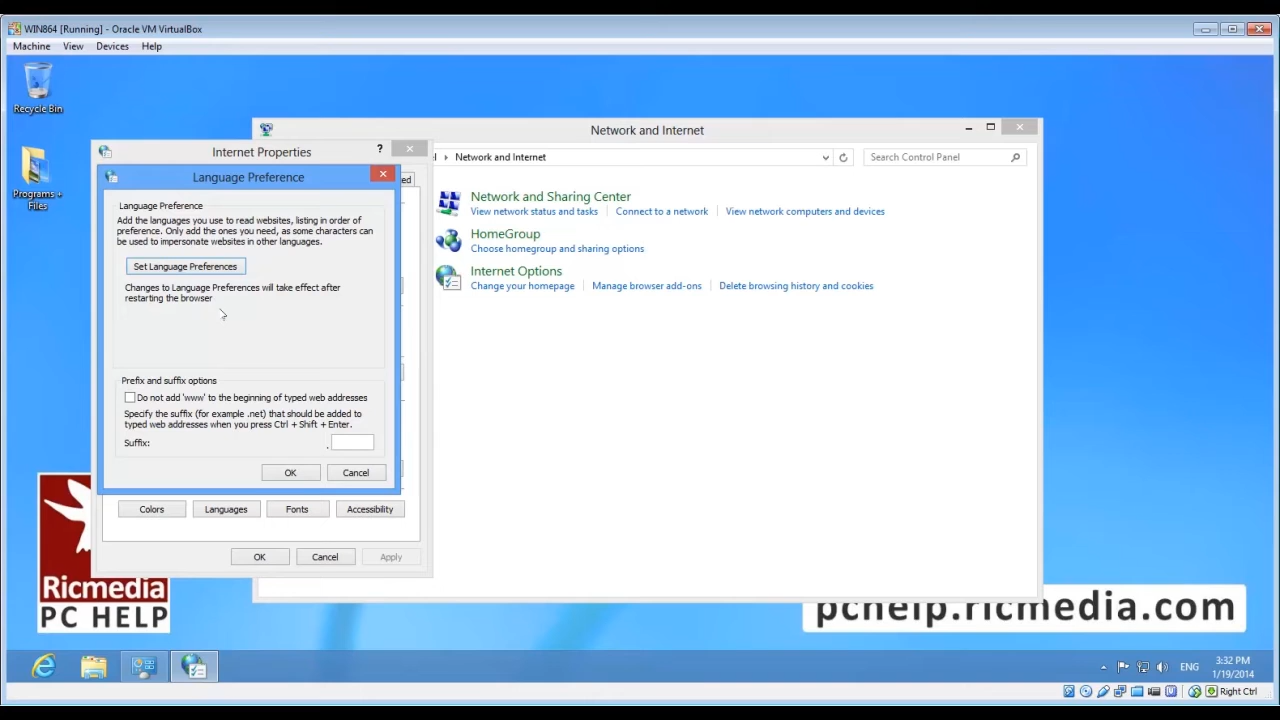 WIN864 [Running] - Oracle VM VirtualBox
Machine View Devices Help
Recycle Bin
Programs +
Files
Network and Internet
Network and Internet
Search Control Panel
Network and Sharing Center
View network status and tasks Connect to a network View network computers and devices
HomeGroup
Choose homegroup and sharing options
Internet Options
Change your homepage Manage browser add-ons Delete browsing history and cookies
Internet Properties ?
Language Preference
Language Preference
Add the languages you use to read websites, listing in order of
preference. Only add the ones you need, as some characters can
be used to impersonate websites in other languages.
Set Language Preferences
Changes to Language Preferences will take effect after
restarting the browser
Prefix and suffix options
Do not add 'www' to the beginning of typed web addresses
Specify the suffix (for example .net) that should be added to
typed web addresses when you press Ctrl + Shift + Enter.
Suffix: .
OK Cancel
Colors Languages Fonts Accessibility
OK Cancel Apply
Ricmedia
PC HELP
pchelp.ricmedia.com
ENG
3:32 PM
1/19/2014
Right Ctrl